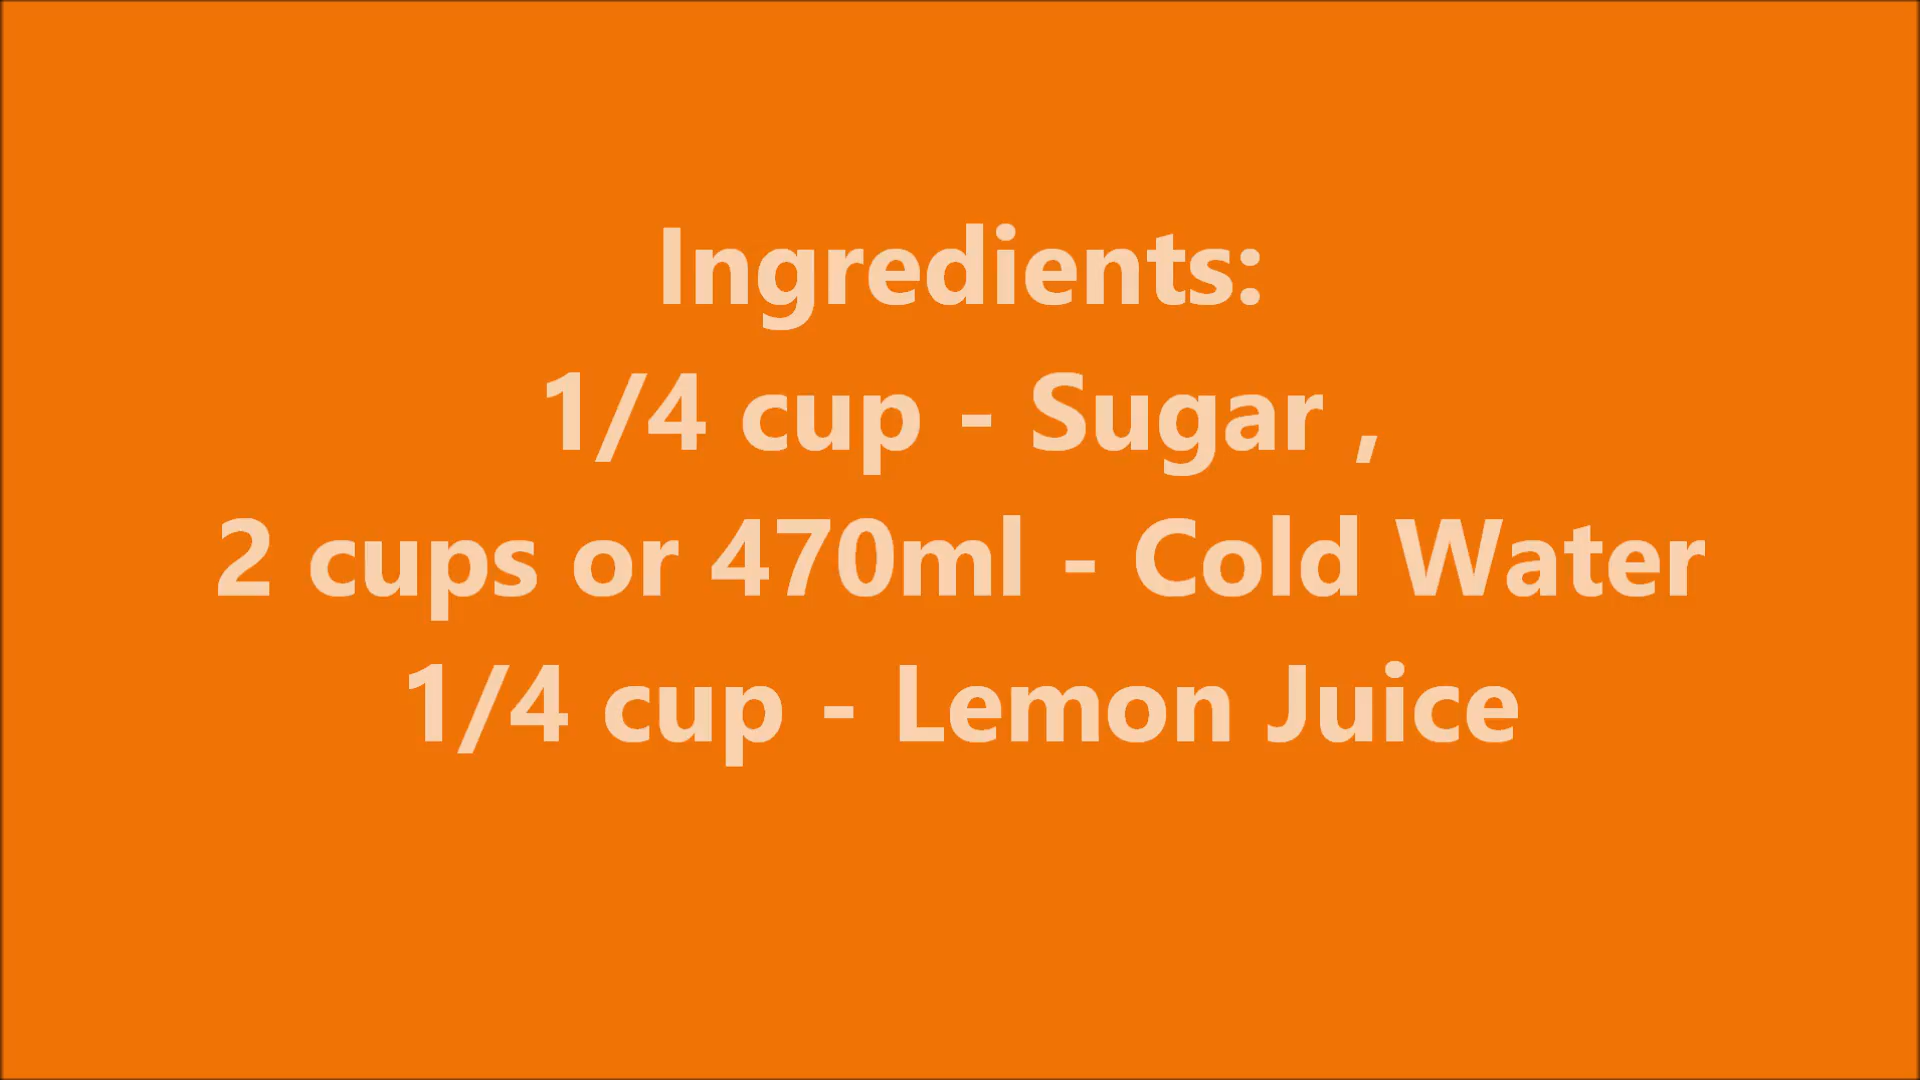 Ingredients:
1/4 cup - Sugar ,
2 cups or 470ml - Cold Water
1/4 cup - Lemon Juice